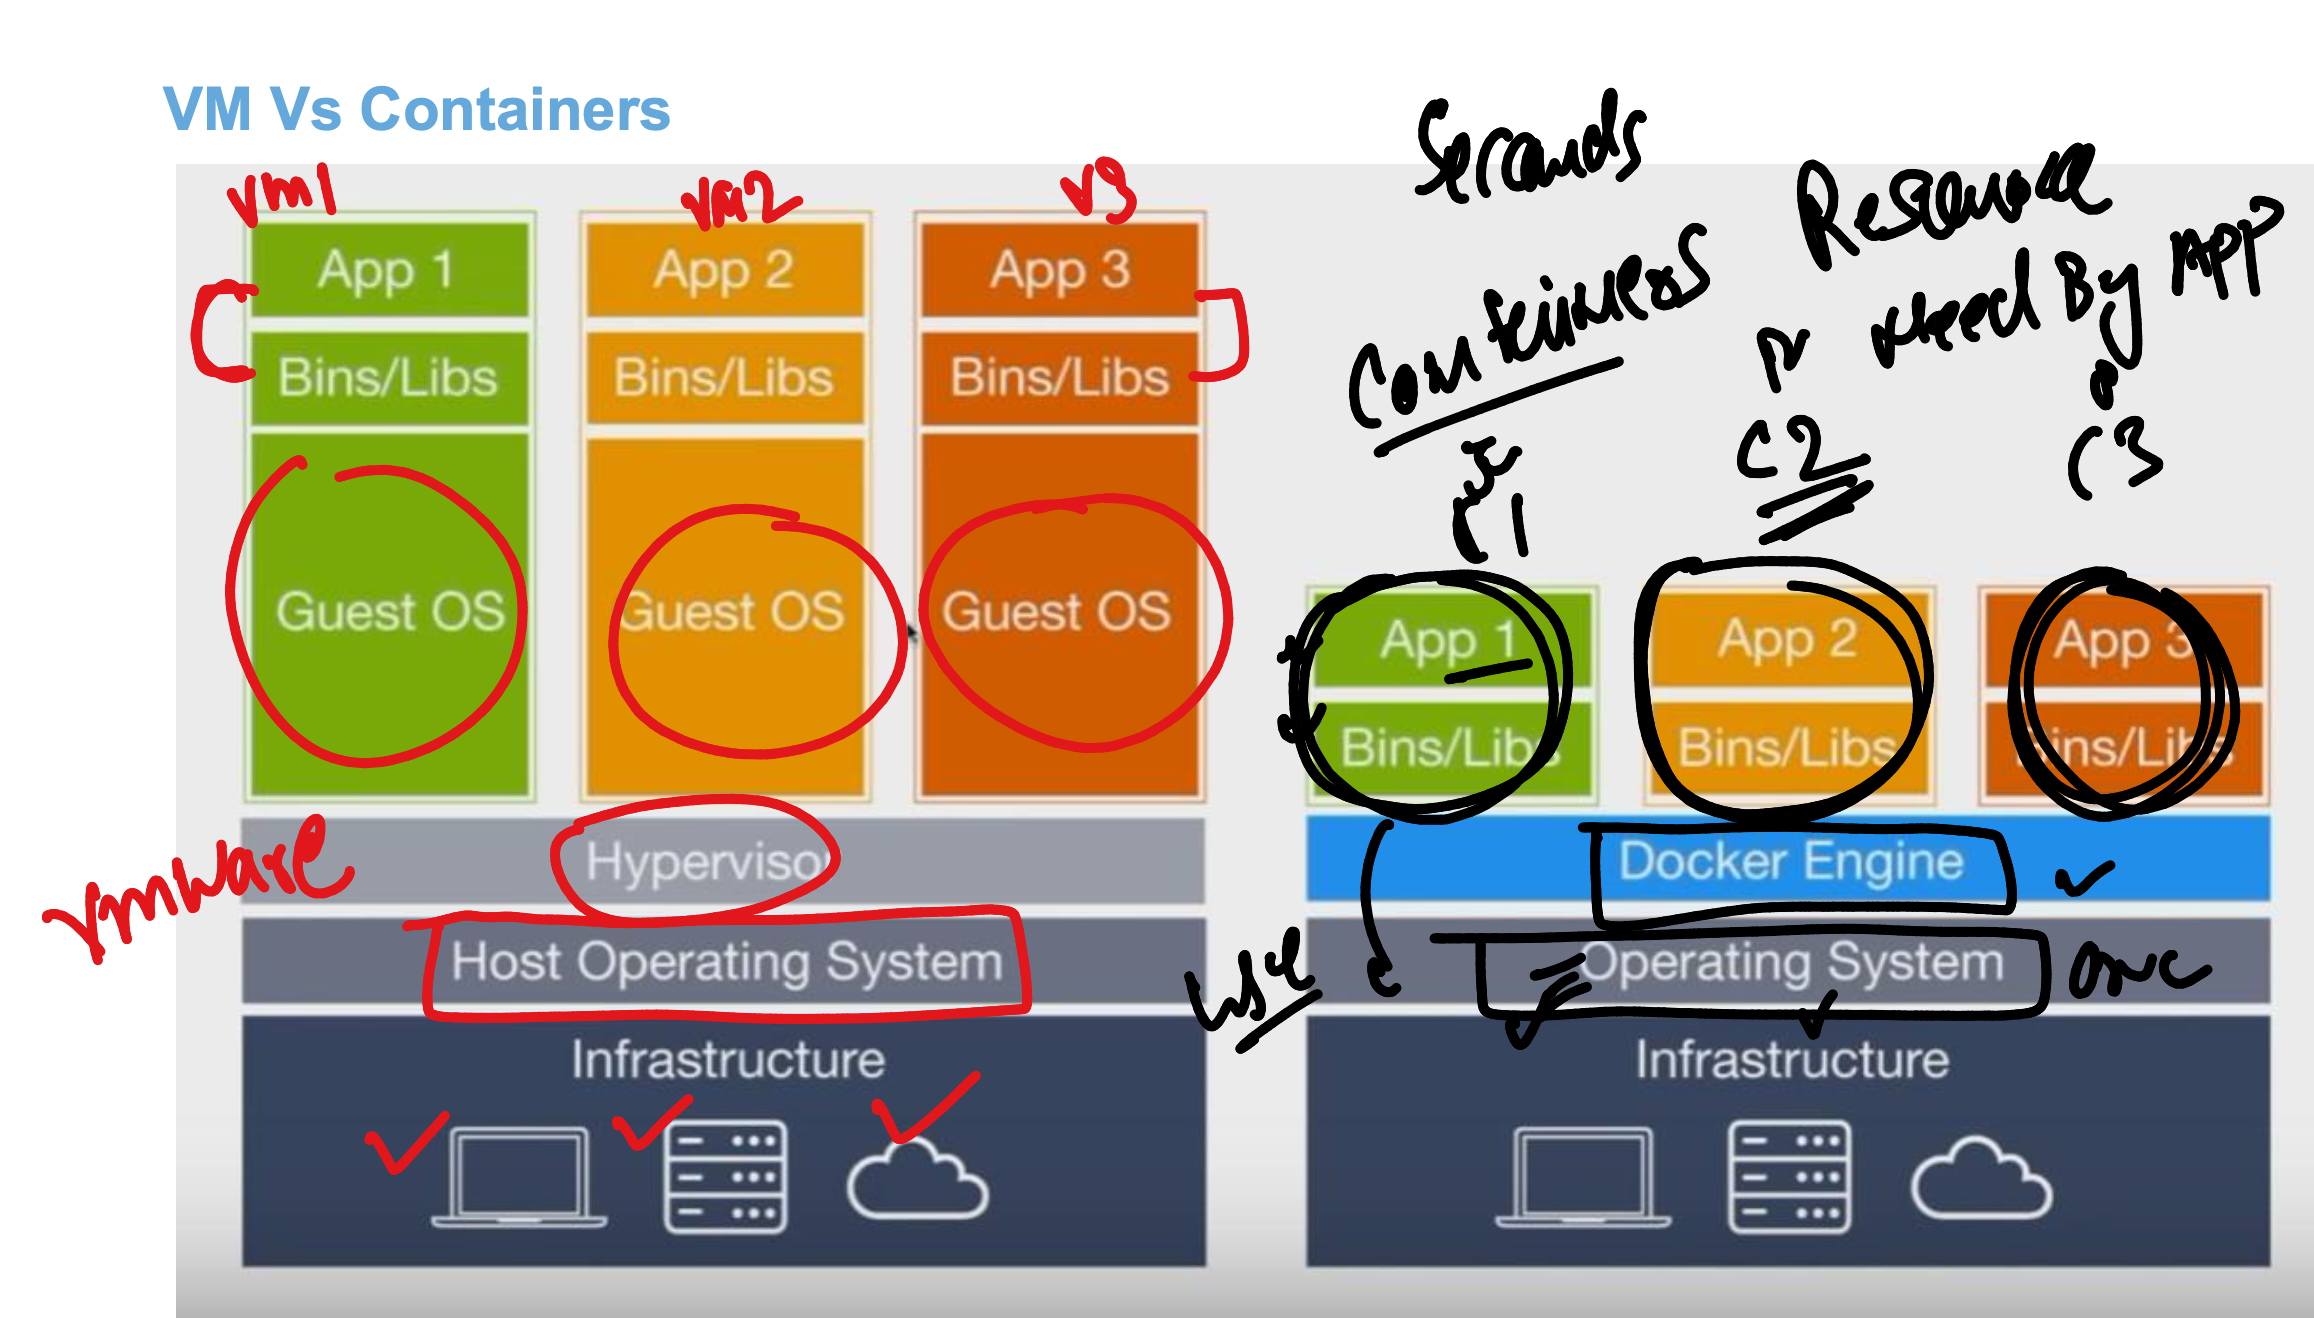 VM Vs Containers
vm1
vm2
v3
App 1
App 2
App 3
Bins/Libs
Bins/Libs
Bins/Libs
Guest OS
Guest OS
Guest OS
vmware
Hypervisor
Host Operating System
Infrastructure
Seconds
Containers
Resource
Need By App
C1
C2
C3
App 1
App 2
App 3
Bins/Libs
Bins/Libs
Bins/Libs
Docker Engine
use
Operating System
Infrastructure